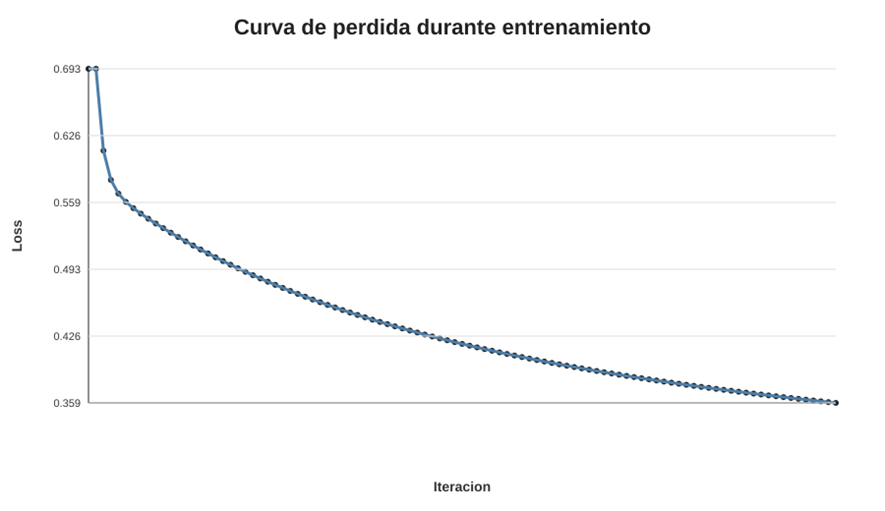 Curva de perdida durante entrenamiento
0.693
0.626
0.559
0.493
0.426
0.359
Loss
Iteracion